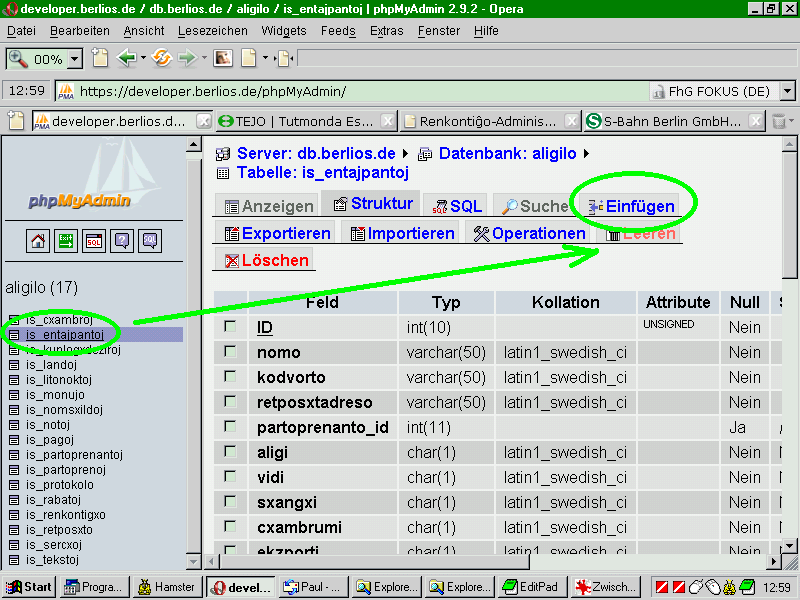 developer.berlios.de / db.berlios.de / aligilo / is_entajpantoj | phpMyAdmin 2.9.2 - Opera
Datei Bearbeiten Ansicht Lesezeichen Widgets Feeds Extras Fenster Hilfe
00%
12:59 PMA https://developer.berlios.de/phpMyAdmin/ FhG FOKUS (DE)
PMA developer.berlios.d... TEJO | Tutmonda Es... Renkontiĝo-Adminis... S-Bahn Berlin GmbH...
phpMyAdmin
Exit SQL ? SQL
aligilo (17)
is_cxambroj
is_entajpantoj
is_kunlogxdeziroj
is_landoj
is_litonoktoj
is_monujo
is_nomsxildoj
is_notoj
is_pagoj
is_partoprenantoj
is_partoprenoj
is_protokolo
is_rabatoj
is_renkontigxo
is_retposxto
is_sercxoj
is_tekstoj
Server: db.berlios.de Datenbank: aligilo
Tabelle: is_entajpantoj
Anzeigen Struktur SQL Suche Einfügen
Exportieren Importieren Operationen Leeren
Löschen
Feld Typ Kollation Attribute Null
ID int(10) UNSIGNED Nein
nomo varchar(50) latin1_swedish_ci Nein
kodvorto varchar(50) latin1_swedish_ci Nein
retposxtadreso varchar(50) latin1_swedish_ci Nein
partoprenanto_id int(11) Ja
aligi char(1) latin1_swedish_ci Nein
vidi char(1) latin1_swedish_ci Nein
sxangxi char(1) latin1_swedish_ci Nein
cxambrumi char(1) latin1_swedish_ci Nein
ekzporti char(1) latin1_swedish_ci Nein
Start Progra... Hamster devel... Paul - ... Explore... Explore... EditPad Zwisch... 12:59